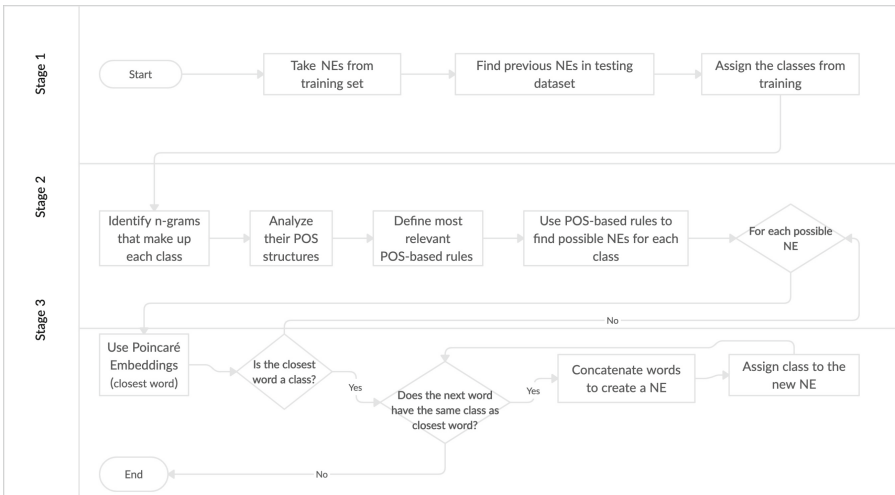 Stage 1
Start
Take NEs from
training set
Find previous NEs in testing
dataset
Assign the classes from
training
Stage 2
Identify n-grams
that make up
each class
Analyze
their POS
structures
Define most
relevant
POS-based rules
Use POS-based rules to
find possible NEs for each
class
For each possible
NE
Stage 3
No
Use Poincaré
Embeddings
(closest word)
Is the closest
word a class?
Yes
Does the next word
have the same class as
closest word?
Yes
Concatenate words
to create a NE
Assign class to the
new NE
No
End